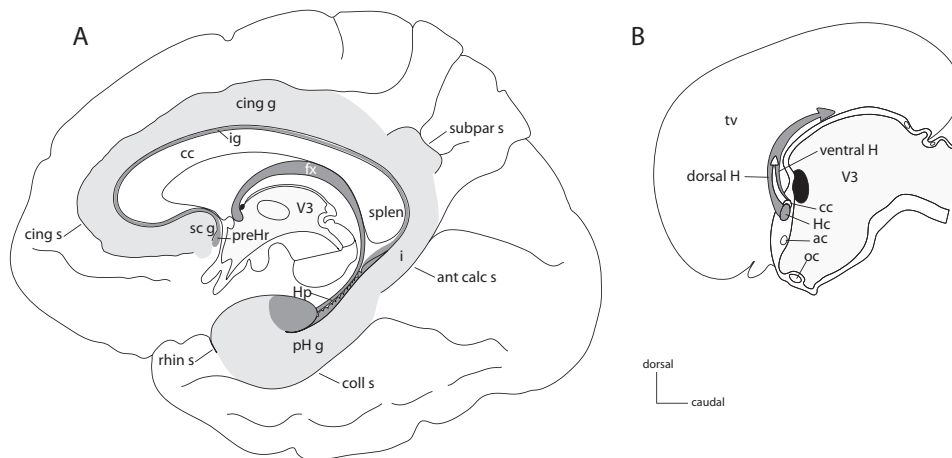 A
cing g
ig
cc
fx
subpar s
V3
splen
cing s
sc g
preHr
i
ant calc s
Hp
pH g
rhin s
coll s
B
tv
ventral H
dorsal H
V3
cc
Hc
ac
oc
dorsal
caudal